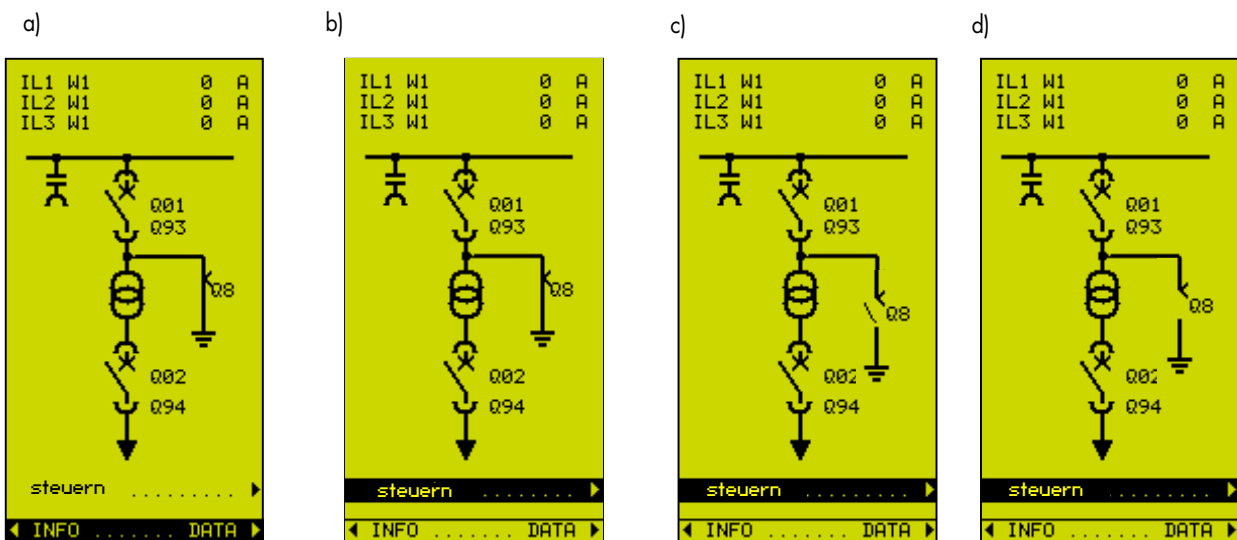 a)
IL1 W1 0 A
IL2 W1 0 A
IL3 W1 0 A
Q01
Q93
Q8
Q02
Q94
steuern .........
INFO ....... DATA
b)
IL1 W1 0 A
IL2 W1 0 A
IL3 W1 0 A
Q01
Q93
Q8
Q02
Q94
steuern ........
INFO ....... DATA
c)
IL1 W1 0 A
IL2 W1 0 A
IL3 W1 0 A
Q01
Q93
Q8
Q02
Q94
steuern .........
INFO ....... DATA
d)
IL1 W1 0 A
IL2 W1 0 A
IL3 W1 0 A
Q01
Q93
Q8
Q02
Q94
steuern .........
INFO ....... DATA